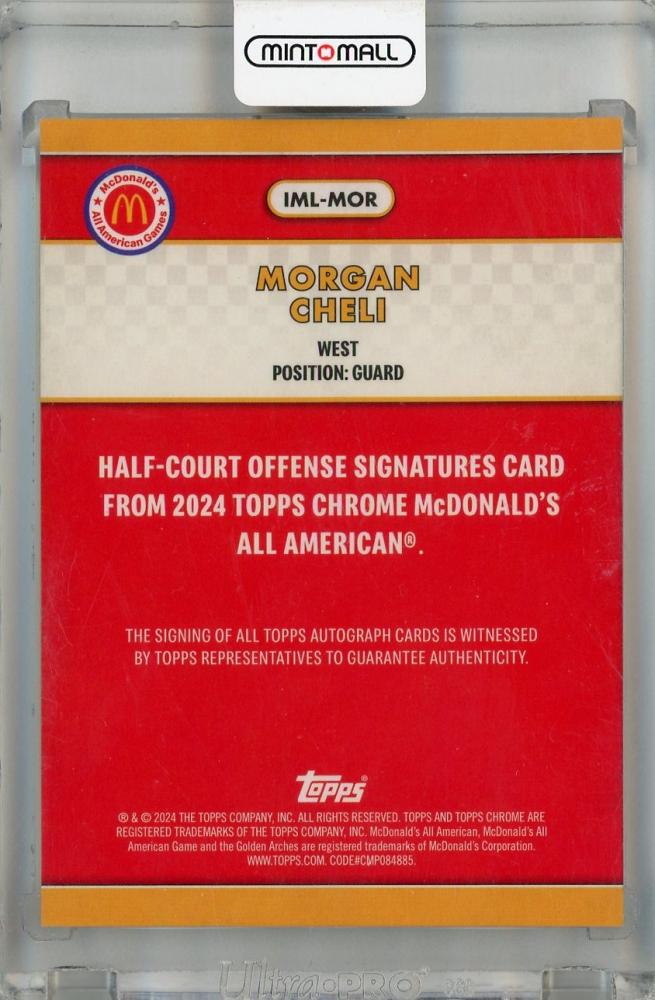 MINTMALL
McDonald's
All American Games
IML-MOR
MORGAN
CHELI
WEST
POSITION: GUARD
HALF-COURT OFFENSE SIGNATURES CARD
FROM 2024 TOPPS CHROME McDONALD'S
ALL AMERICAN®.
THE SIGNING OF ALL TOPPS AUTOGRAPH CARDS IS WITNESSED
BY TOPPS REPRESENTATIVES TO GUARANTEE AUTHENTICITY.
topps®
® & © 2024 THE TOPPS COMPANY, INC. ALL RIGHTS RESERVED. TOPPS AND TOPPS CHROME ARE
REGISTERED TRADEMARKS OF THE TOPPS COMPANY, INC. McDonald's All American, McDonald's All
American Game and the Golden Arches are registered trademarks of McDonald's Corporation.
WWW.TOPPS.COM. CODE#CMP084885.
Ultra·PRO